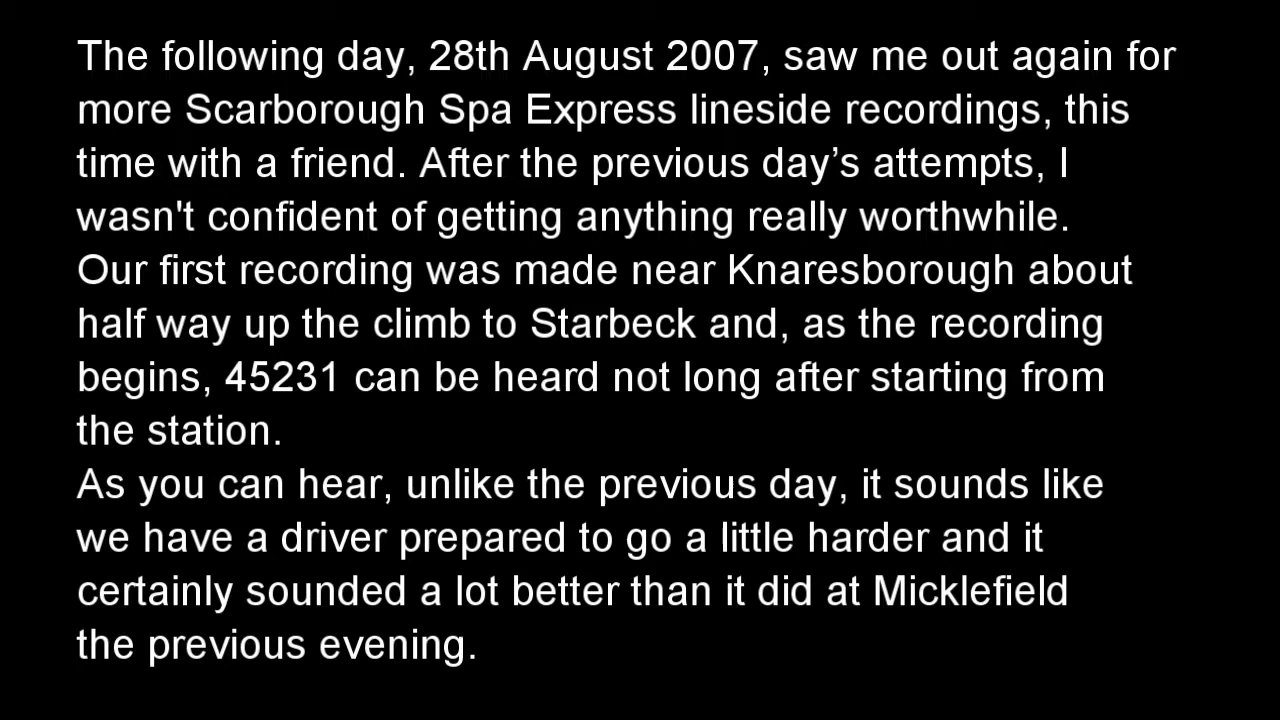 The following day, 28th August 2007, saw me out again for
more Scarborough Spa Express lineside recordings, this
time with a friend. After the previous day’s attempts, I
wasn't confident of getting anything really worthwhile.
Our first recording was made near Knaresborough about
half way up the climb to Starbeck and, as the recording
begins, 45231 can be heard not long after starting from
the station.
As you can hear, unlike the previous day, it sounds like
we have a driver prepared to go a little harder and it
certainly sounded a lot better than it did at Micklefield
the previous evening.